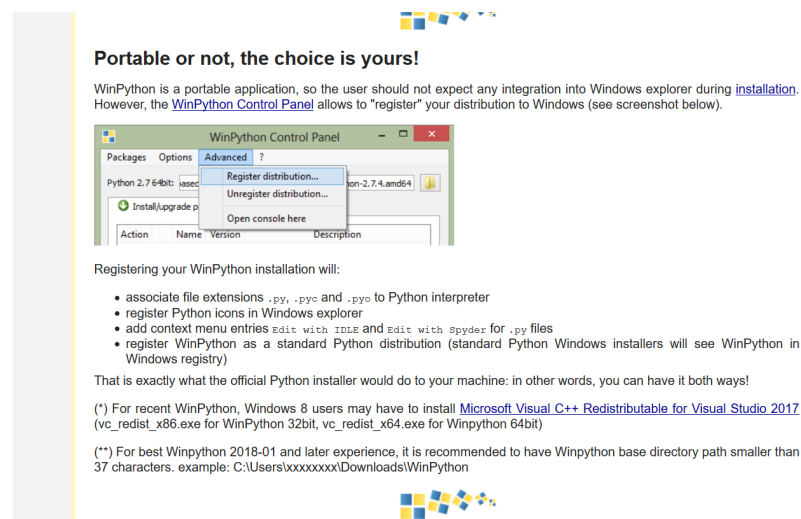 Portable or not, the choice is yours!
WinPython is a portable application, so the user should not expect any integration into Windows explorer during installation.
However, the WinPython Control Panel allows to "register" your distribution to Windows (see screenshot below).
WinPython Control Panel
Packages Options Advanced ?
Register distribution...
Python 2.7 64bit: based hon-2.7.4.amd64
Unregister distribution...
Install/upgrade p
Open console here
Action Name Version Description
Registering your WinPython installation will:
• associate file extensions .py, .pyc and .pyo to Python interpreter
• register Python icons in Windows explorer
• add context menu entries Edit with IDLE and Edit with Spyder for .py files
• register WinPython as a standard Python distribution (standard Python Windows installers will see WinPython in
Windows registry)
That is exactly what the official Python installer would do to your machine: in other words, you can have it both ways!
(*) For recent WinPython, Windows 8 users may have to install Microsoft Visual C++ Redistributable for Visual Studio 2017
(vc_redist_x86.exe for WinPython 32bit, vc_redist_x64.exe for Winpython 64bit)
(**) For best Winpython 2018-01 and later experience, it is recommended to have Winpython base directory path smaller than
37 characters. example: C:\Users\xxxxxxxx\Downloads\WinPython